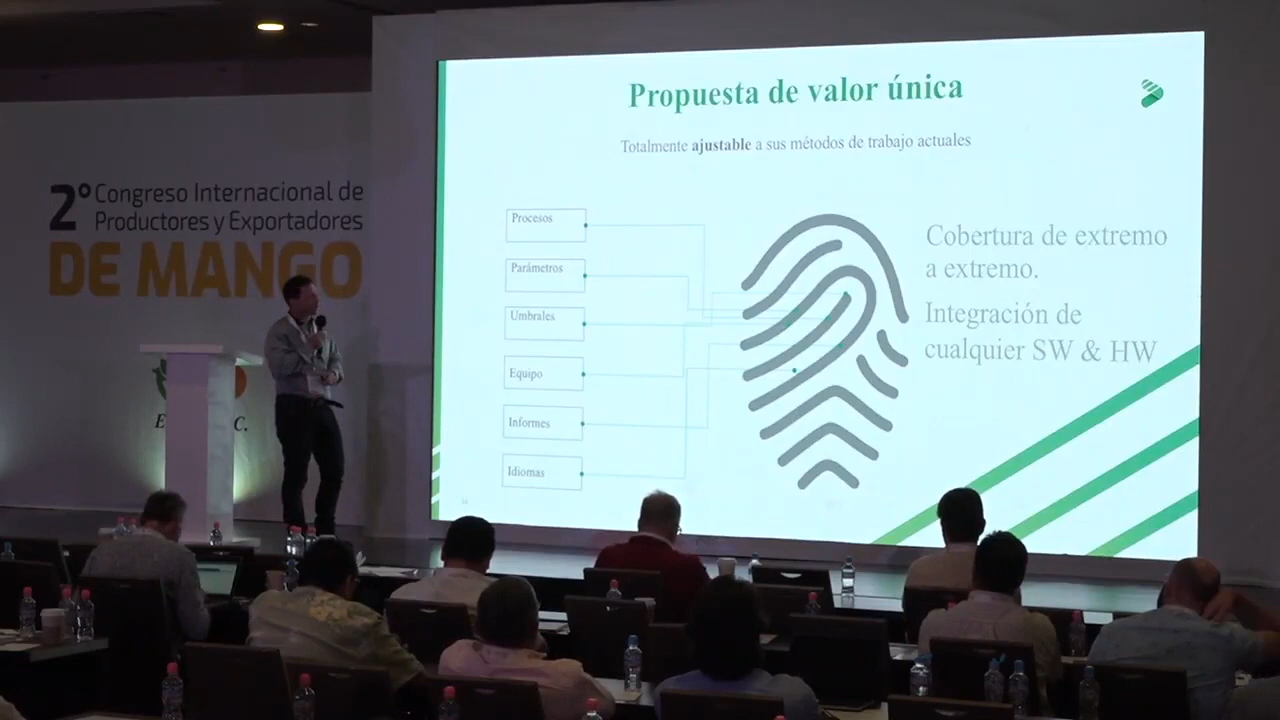 2° Congreso Internacional de
Productores y Exportadores
DE MANGO
Propuesta de valor única
Totalmente ajustable a sus métodos de trabajo actuales
Procesos
Parámetros
Umbrales
Equipo
Informes
Idiomas
Cobertura de extremo
a extremo.
Integración de
cualquier SW & HW